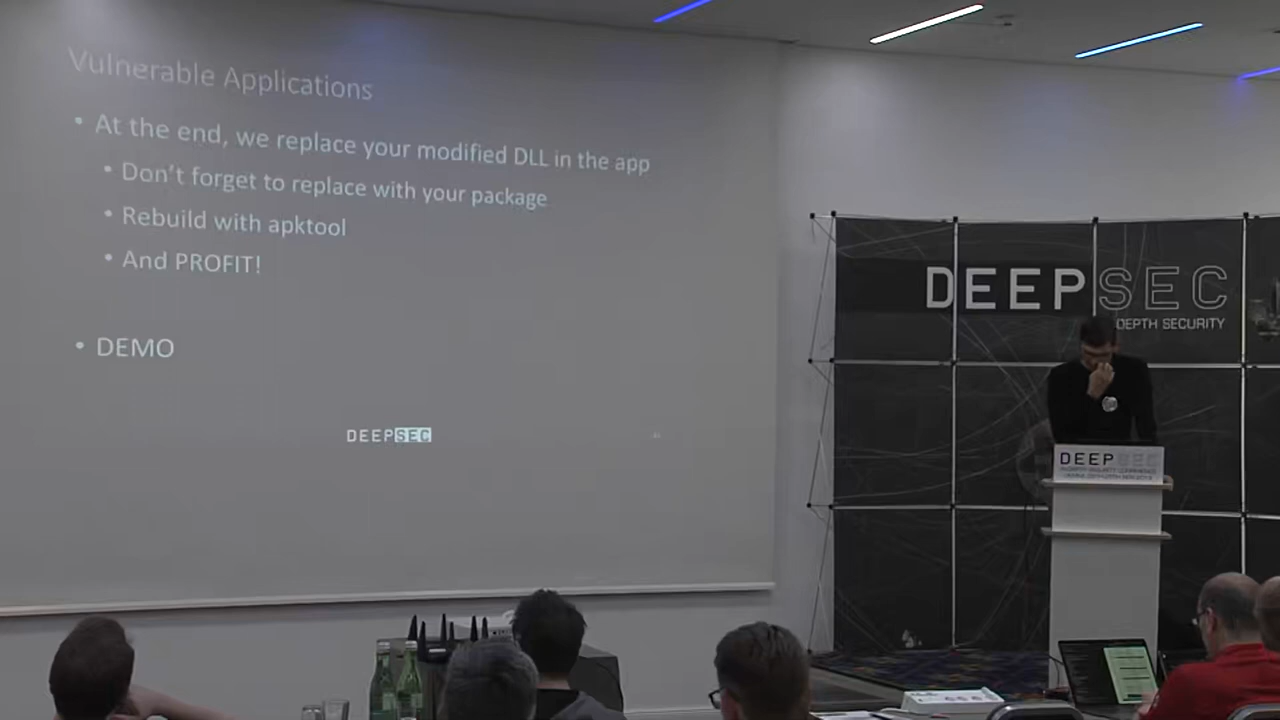 Vulnerable Applications
• At the end, we replace your modified DLL in the app
• Don't forget to replace with your package
• Rebuild with apktool
• And PROFIT!
• DEMO
DEEPSEC
DEEPSEC
DEPTH SECURITY
DEEPSEC